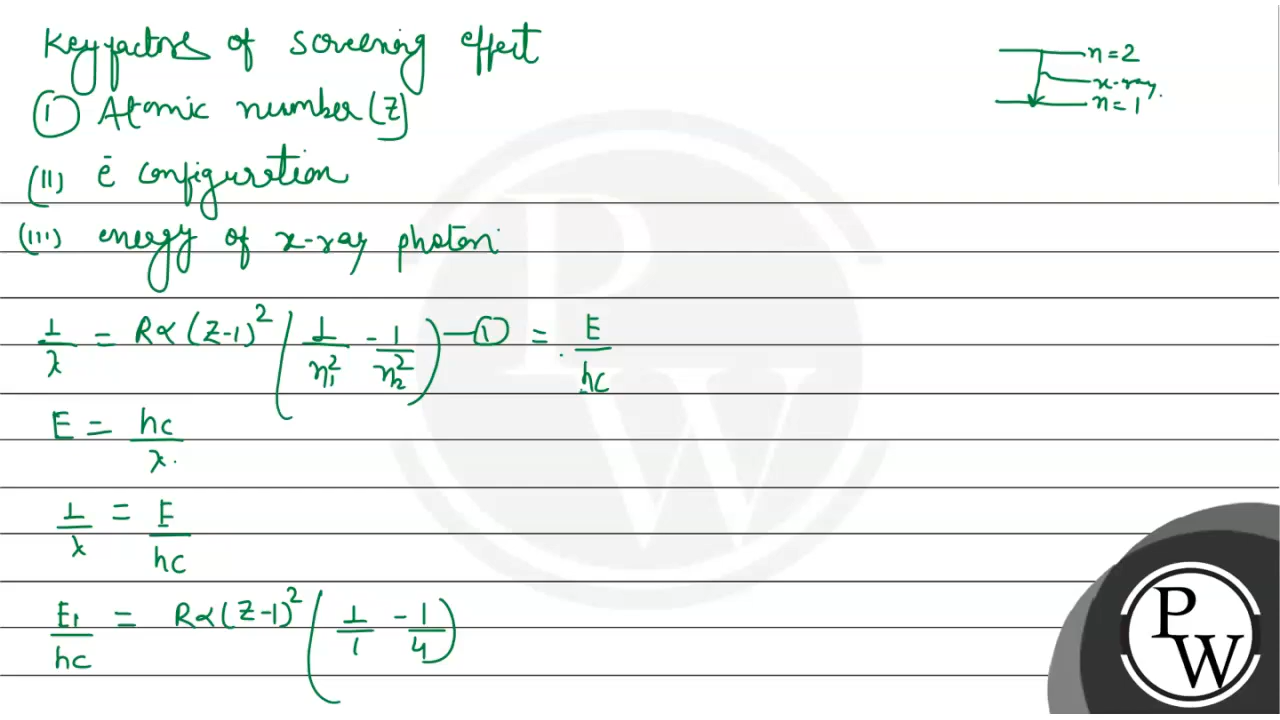 Key factors of screening effect
① Atomic number (Z)
(II) ē configuration
(III) energy of x-ray photon
1/λ = Rα(Z-1)² (1/n₁² - 1/n₂²) —① = E/hc
E = hc/λ
1/λ = E/hc
E₁/hc = Rα(Z-1)² (1/1 - 1/4)
n=2
x-ray.
n=1
PW
PW